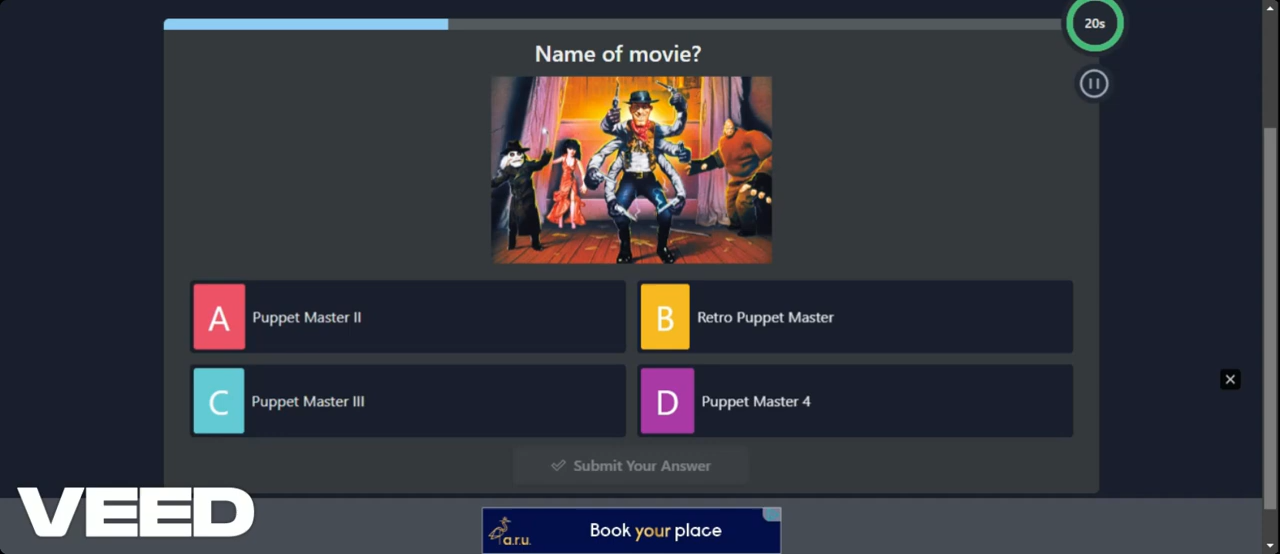 20s
Name of movie?
A Puppet Master II
B Retro Puppet Master
C Puppet Master III
D Puppet Master 4
Submit Your Answer
VEED
a.r.u. Book your place